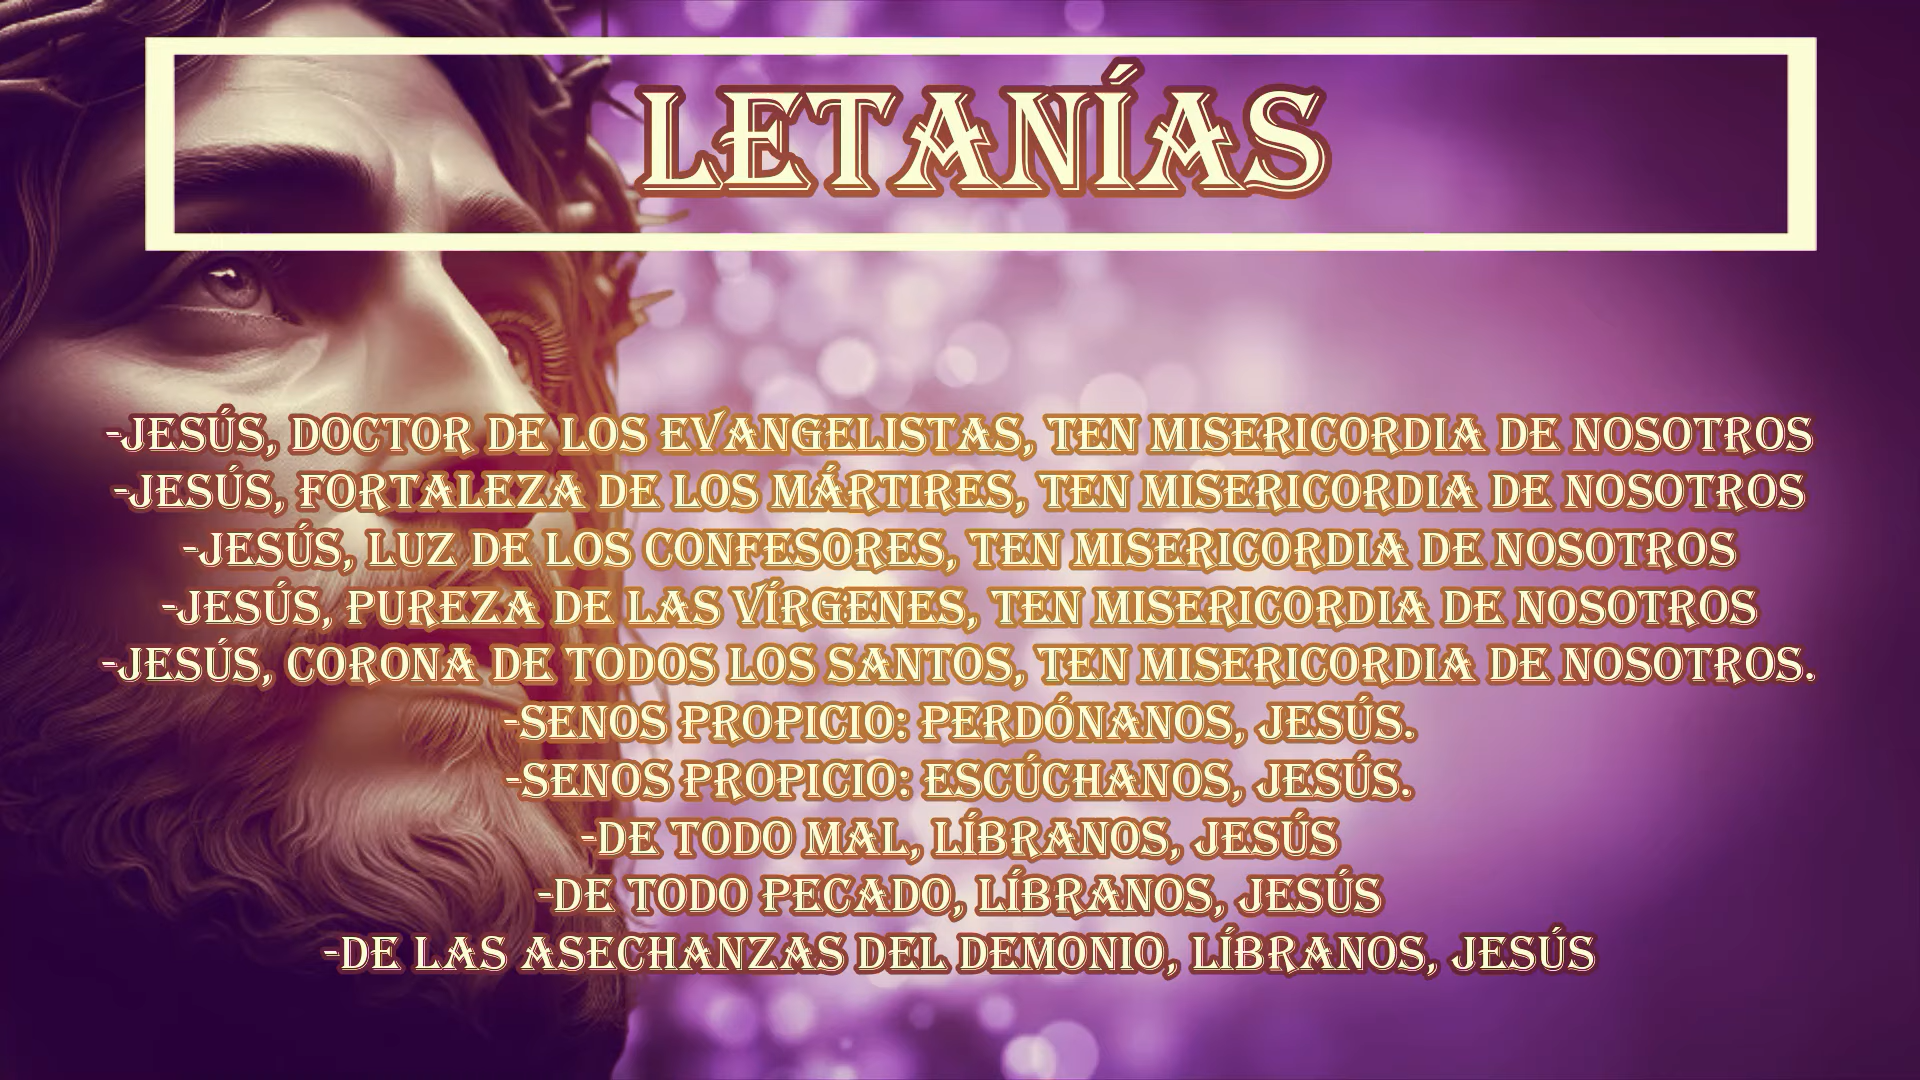 LETANÍAS
-JESÚS, DOCTOR DE LOS EVANGELISTAS, TEN MISERICORDIA DE NOSOTROS
-JESÚS, FORTALEZA DE LOS MÁRTIRES, TEN MISERICORDIA DE NOSOTROS
-JESÚS, LUZ DE LOS CONFESORES, TEN MISERICORDIA DE NOSOTROS
-JESÚS, PUREZA DE LAS VÍRGENES, TEN MISERICORDIA DE NOSOTROS
-JESÚS, CORONA DE TODOS LOS SANTOS, TEN MISERICORDIA DE NOSOTROS.
-SENOS PROPICIO: PERDÓNANOS, JESÚS.
-SENOS PROPICIO: ESCÚCHANOS, JESÚS.
-DE TODO MAL, LÍBRANOS, JESÚS
-DE TODO PECADO, LÍBRANOS, JESÚS
-DE LAS ASECHANZAS DEL DEMONIO, LÍBRANOS, JESÚS